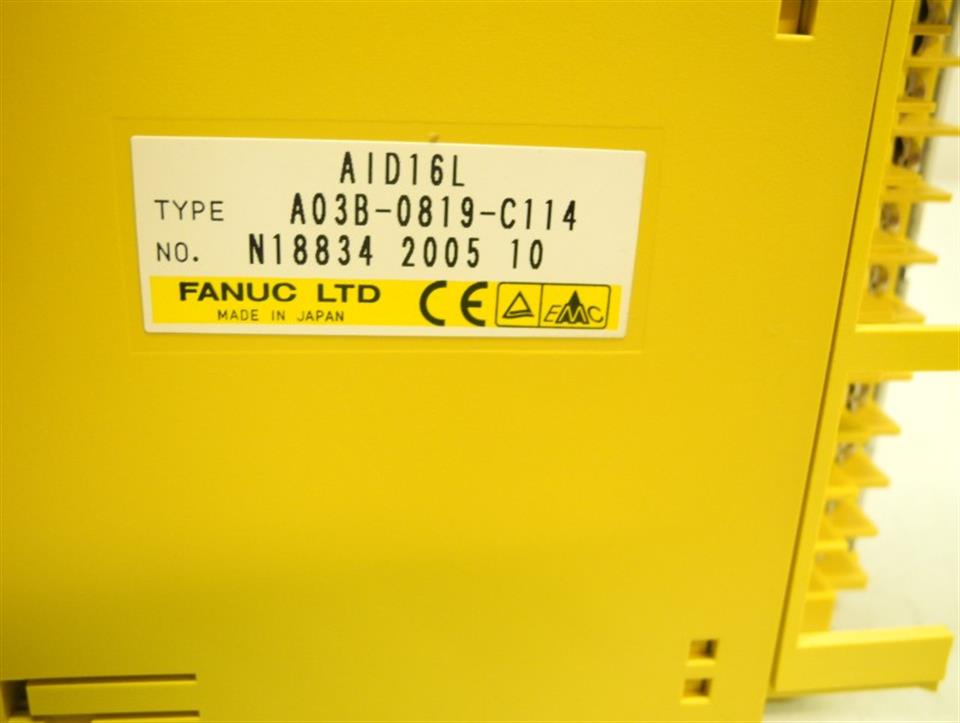 AID16L
TYPE A03B-0819-C114
NO. N18834 2005 10
FANUC LTD
MADE IN JAPAN
CE
EMC